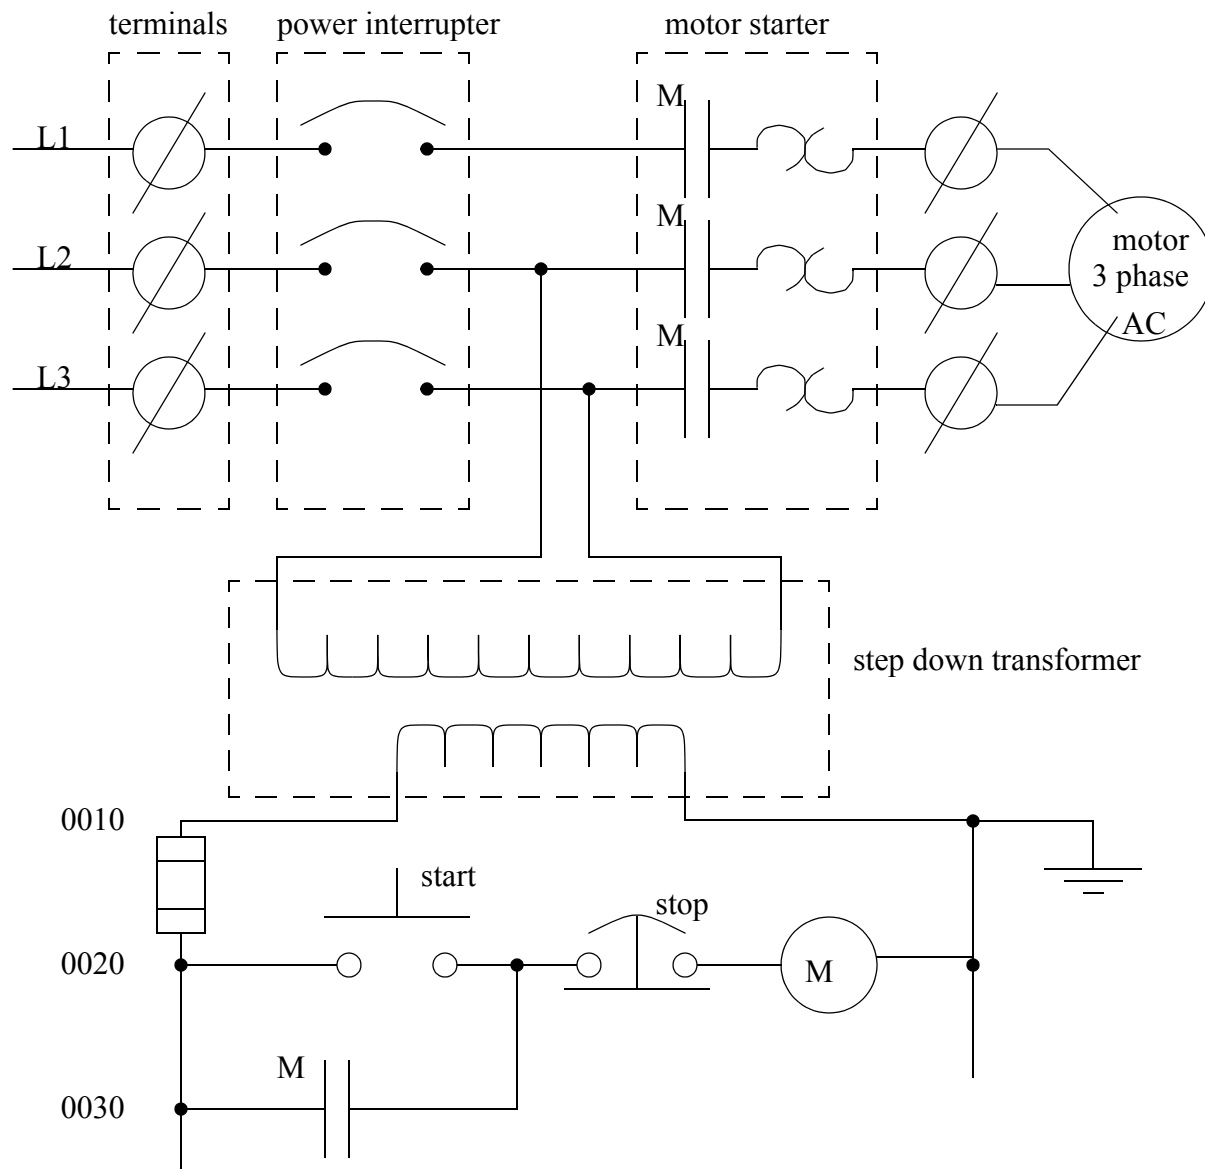 terminals
power interrupter
motor starter
M
L1
M
L2
motor
3 phase
M
AC
L3
step down transformer
0010
start
stop
0020
M
M
0030